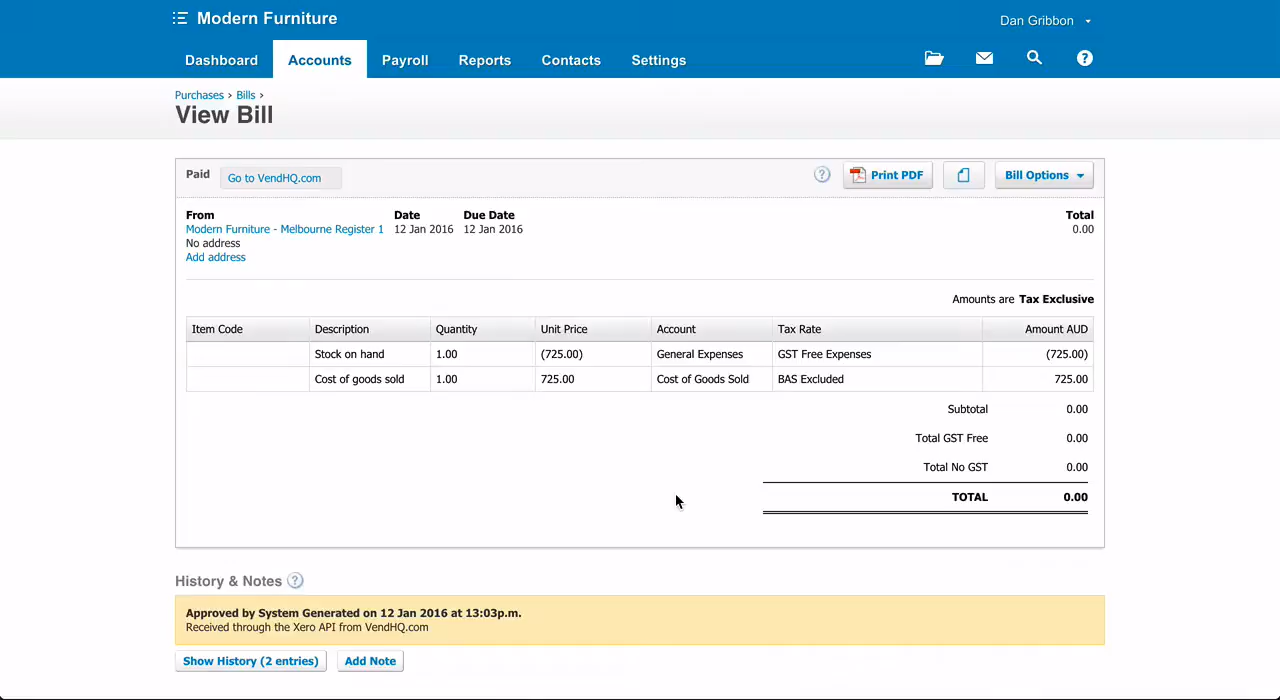 Modern Furniture
Dan Gribbon
Dashboard Accounts Payroll Reports Contacts Settings
Purchases › Bills ›
View Bill
Paid Go to VendHQ.com ? Print PDF Bill Options
From Date Due Date Total
Modern Furniture - Melbourne Register 1 12 Jan 2016 12 Jan 2016 0.00
No address
Add address
Amounts are Tax Exclusive
Item Code Description Quantity Unit Price Account Tax Rate Amount AUD
Stock on hand 1.00 (725.00) General Expenses GST Free Expenses (725.00)
Cost of goods sold 1.00 725.00 Cost of Goods Sold BAS Excluded 725.00
Subtotal 0.00
Total GST Free 0.00
Total No GST 0.00
TOTAL 0.00
History & Notes ?
Approved by System Generated on 12 Jan 2016 at 13:03p.m.
Received through the Xero API from VendHQ.com
Show History (2 entries) Add Note